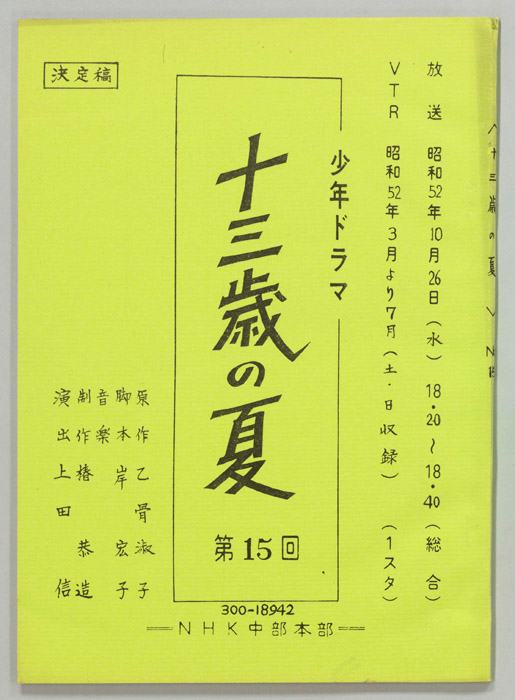 十三歳の夏
放送 昭和52年10月26日(水) 18・20〜18・40(総合)
VTR 昭和52年3月より7月(土・日収録) (1スタ)
少年ドラマ
十三歳の夏
第15回
決定稿
原作 乙骨淑子
脚本 岸宏子
音楽
制作 椿恭造
演出 上田信
300-18942
NHK中部本部